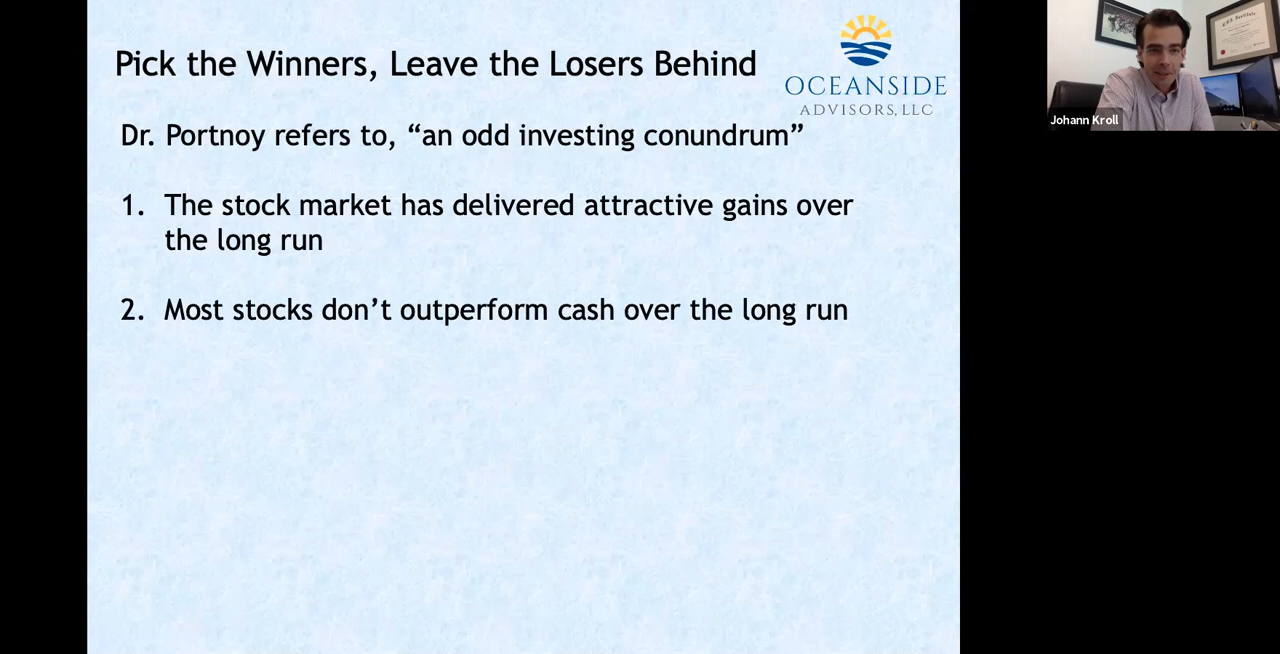 Pick the Winners, Leave the Losers Behind
OCEANSIDE
ADVISORS, LLC
Johann Kroll
Dr. Portnoy refers to, “an odd investing conundrum”
1. The stock market has delivered attractive gains over
the long run
2. Most stocks don’t outperform cash over the long run